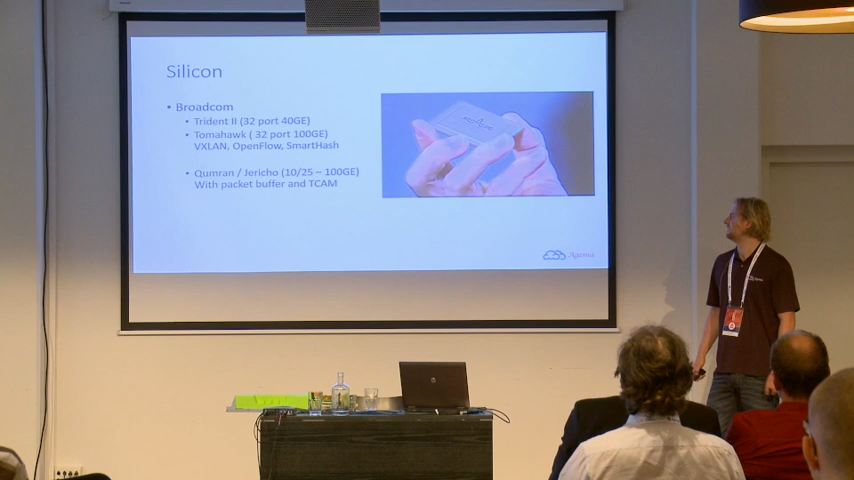 Silicon
• Broadcom
• Trident II (32 port 40GE)
• Tomahawk ( 32 port 100GE)
VXLAN, OpenFlow, SmartHash
• Qumran / Jericho (10/25 – 100GE)
With packet buffer and TCAM
Agema